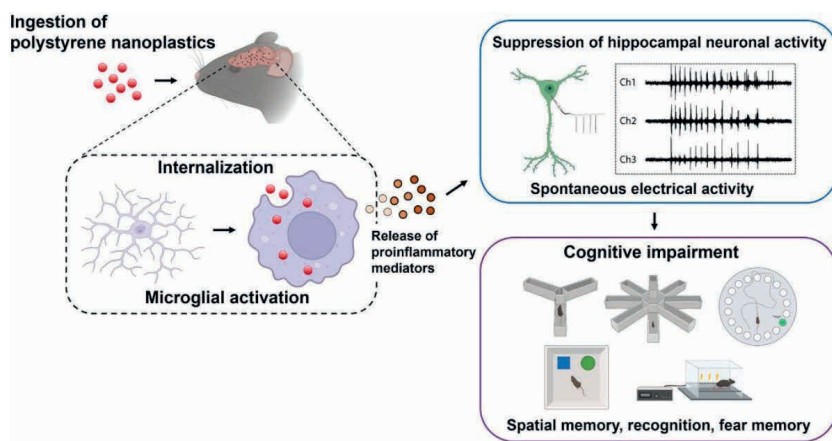 Ingestion of
polystyrene nanoplastics
Internalization
Microglial activation
Release of
proinflammatory
mediators
Suppression of hippocampal neuronal activity
Ch1
Ch2
Ch3
Spontaneous electrical activity
Cognitive impairment
Spatial memory, recognition, fear memory